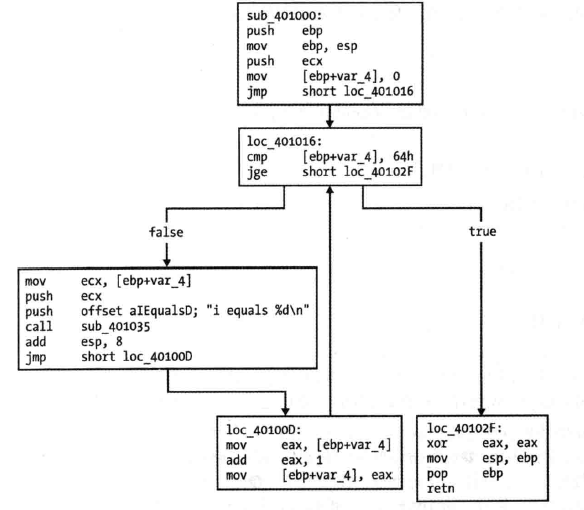 sub_401000:
push ebp
mov ebp, esp
push ecx
mov [ebp+var_4], 0
jmp short loc_401016
loc_401016:
cmp [ebp+var_4], 64h
jge short loc_40102F
false
true
mov ecx, [ebp+var_4]
push ecx
push offset aIEqualsD; "i equals %d\n"
call sub_401035
add esp, 8
jmp short loc_40100D
loc_40100D:
mov eax, [ebp+var_4]
add eax, 1
mov [ebp+var_4], eax
loc_40102F:
xor eax, eax
mov esp, ebp
pop ebp
retn